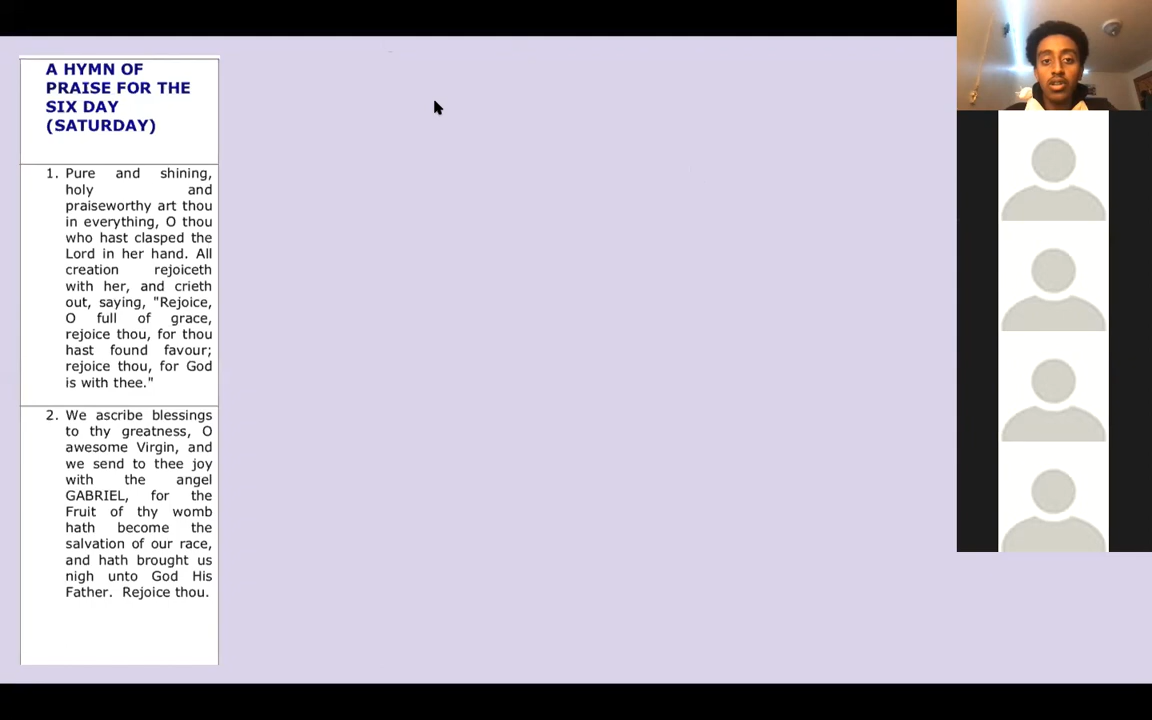 A HYMN OF
PRAISE FOR THE
SIX DAY
(SATURDAY)
1. Pure and shining,
holy and
praiseworthy art thou
in everything, O thou
who hast clasped the
Lord in her hand. All
creation rejoiceth
with her, and crieth
out, saying, "Rejoice,
O full of grace,
rejoice thou, for thou
hast found favour;
rejoice thou, for God
is with thee."
2. We ascribe blessings
to thy greatness, O
awesome Virgin, and
we send to thee joy
with the angel
GABRIEL, for the
Fruit of thy womb
hath become the
salvation of our race,
and hath brought us
nigh unto God His
Father. Rejoice thou.